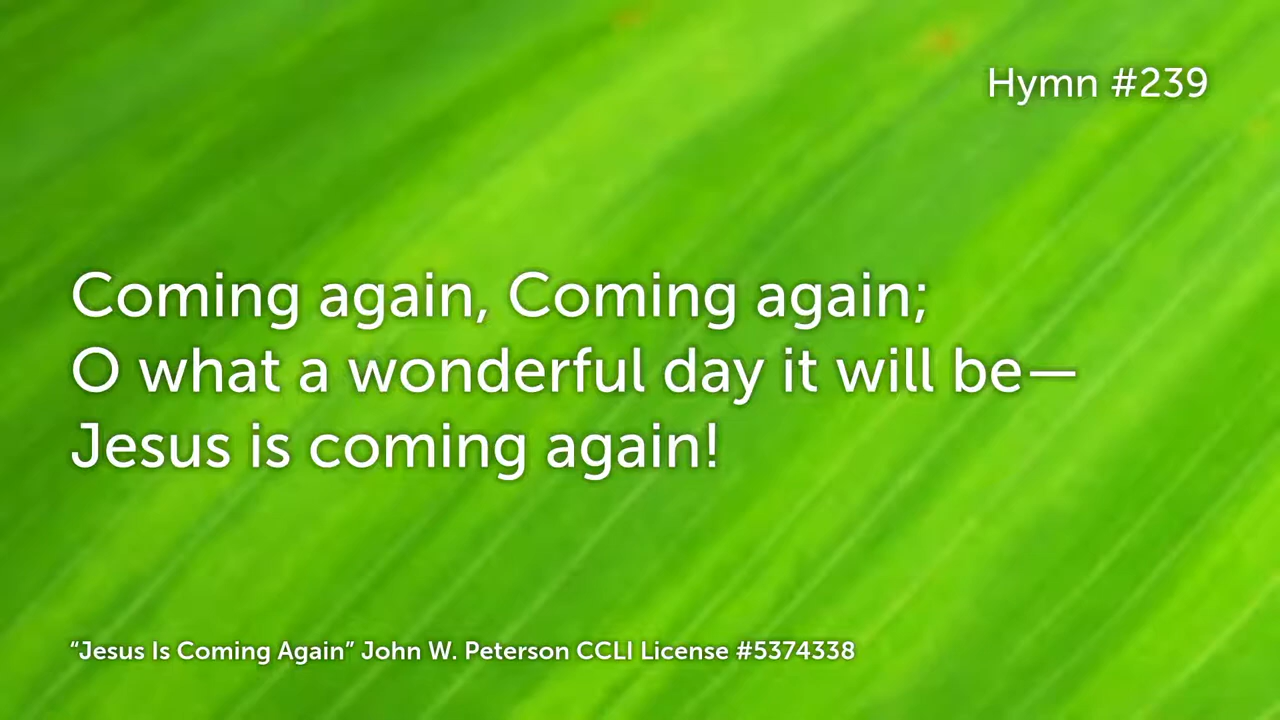 Hymn #239
Coming again, Coming again;
O what a wonderful day it will be—
Jesus is coming again!
“Jesus Is Coming Again” John W. Peterson CCLI License #5374338